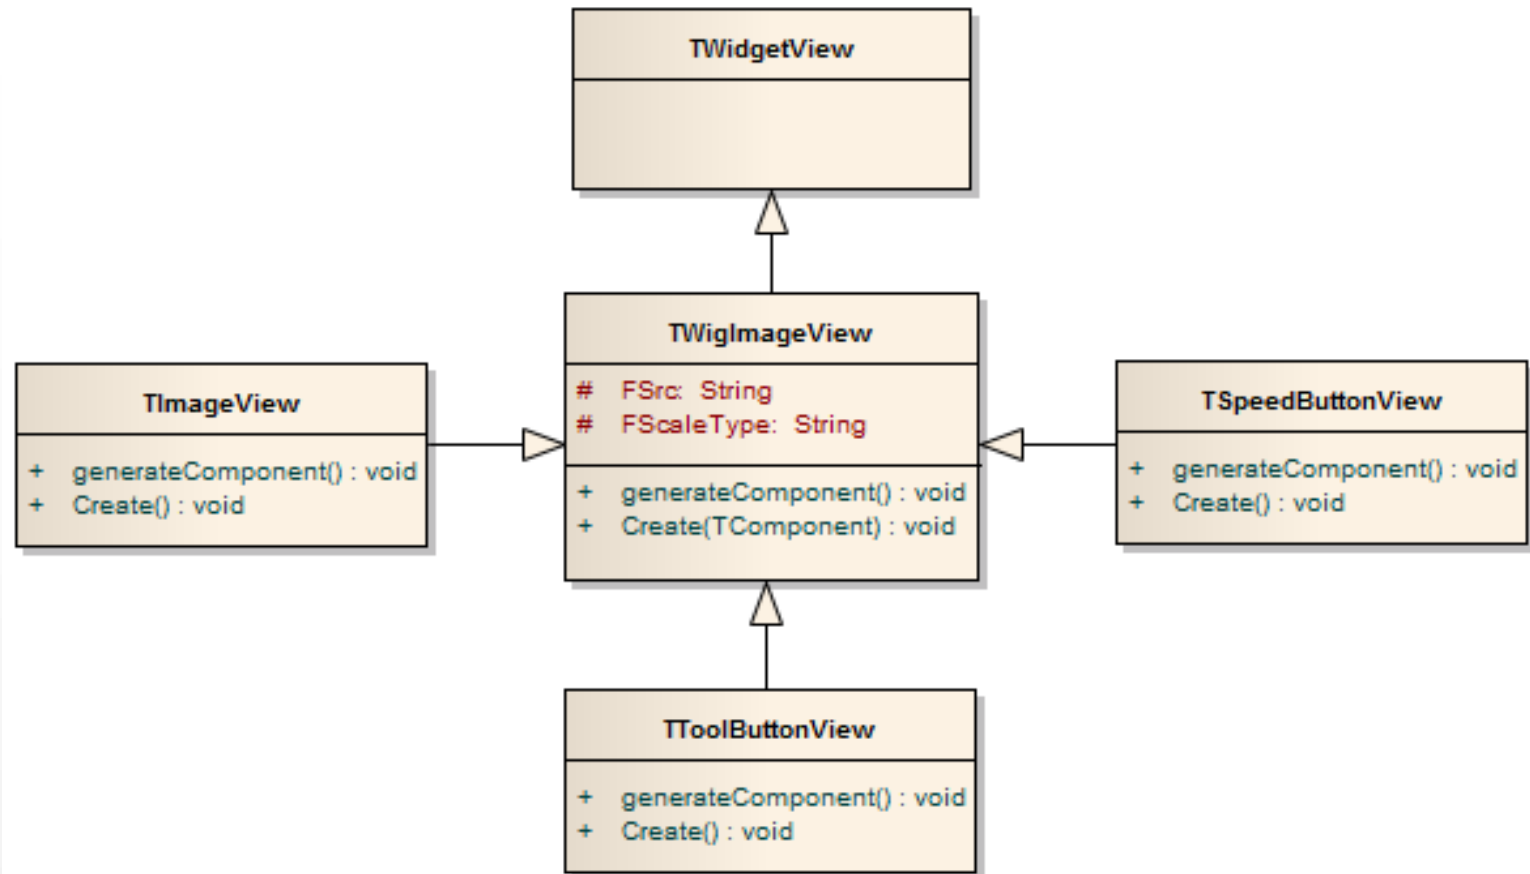 TWidgetView
TWigImageView
# FSrc: String
# FScaleType: String
+ generateComponent() : void
+ Create(TComponent) : void
TImageView
+ generateComponent() : void
+ Create() : void
TSpeedButtonView
+ generateComponent() : void
+ Create() : void
TToolButtonView
+ generateComponent() : void
+ Create() : void